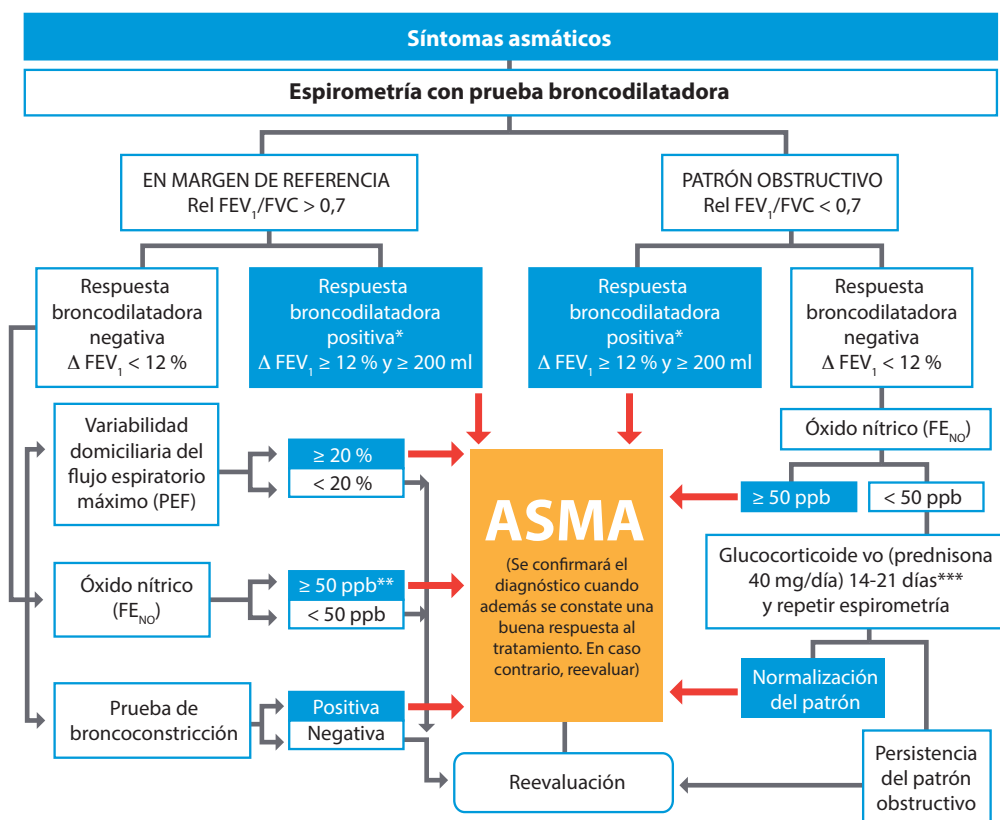 Síntomas asmáticos
Espirometría con prueba broncodilatadora
EN MARGEN DE REFERENCIA
Rel FEV₁/FVC > 0,7
PATRÓN OBSTRUCTIVO
Rel FEV₁/FVC < 0,7
Respuesta
broncodilatadora
negativa
Δ FEV₁ < 12 %
Respuesta
broncodilatadora
positiva*
Δ FEV₁ ≥ 12 % y ≥ 200 ml
Respuesta
broncodilatadora
positiva*
Δ FEV₁ ≥ 12 % y ≥ 200 ml
Respuesta
broncodilatadora
negativa
Δ FEV₁ < 12 %
Variabilidad
domiciliaria del
flujo espiratorio
máximo (PEF)
≥ 20 %
< 20 %
Óxido nítrico
(FE_NO)
≥ 50 ppb**
< 50 ppb
Prueba de
broncoconstricción
Positiva
Negativa
ASMA
(Se confirmará el
diagnóstico cuando
además se constate una
buena respuesta al
tratamiento. En caso
contrario, reevaluar)
Óxido nítrico (FE_NO)
≥ 50 ppb
< 50 ppb
Glucocorticoide vo (prednisona
40 mg/día) 14-21 días***
y repetir espirometría
Normalización
del patrón
Persistencia
del patrón
obstructivo
Reevaluación